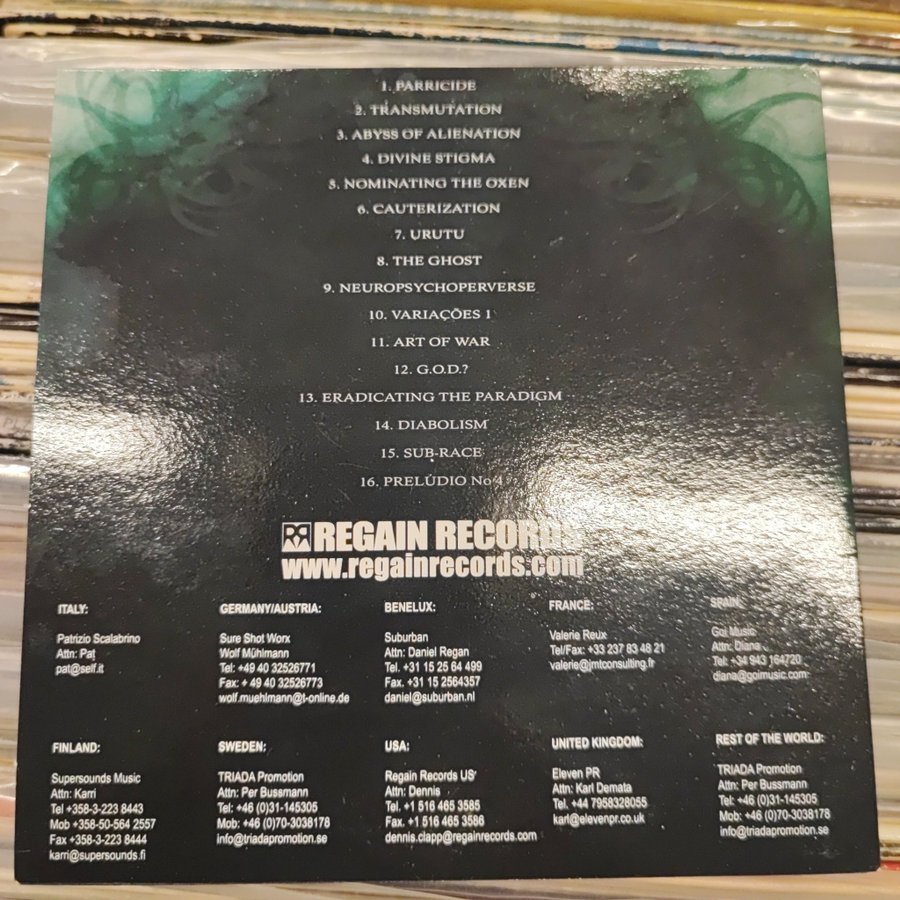 1. PARRICIDE
2. TRANSMUTATION
3. ABYSS OF ALIENATION
4. DIVINE STIGMA
5. NOMINATING THE OXEN
6. CAUTERIZATION
7. URUTU
8. THE GHOST
9. NEUROPSYCHOPERVERSE
10. VARIAÇÕES 1
11. ART OF WAR
12. G.O.D.?
13. ERADICATING THE PARADIGM
14. DIABOLISM
15. SUB-RACE
16. PRELÚDIO No 4
REGAIN RECORDS
www.regainrecords.com
ITALY:
Patrizio Scalabrino
Attn: Pat
pat@self.it
GERMANY/AUSTRIA:
Sure Shot Worx
Wolf Mühlmann
Tel: +49 40 32526771
Fax: + 49 40 32526773
wolf.muehlmann@t-online.de
BENELUX:
Suburban
Attn: Daniel Regan
Tel. +31 15 25 64 499
Fax. +31 15 2564357
daniel@suburban.nl
FRANCE:
Valerie Reux
Tel/Fax: +33 237 83 48 21
valerie@jmtconsulting.fr
SPAIN:
Goi Music
Attn: Diana
Tel: +34 943 164720
diana@goimusic.com
FINLAND:
Supersounds Music
Attn: Karri
Tel +358-3-223 8443
Mob +358-50-564 2557
Fax +358-3-223 8444
karri@supersounds.fi
SWEDEN:
TRIADA Promotion
Attn: Per Bussmann
Tel: +46 (0)31-145305
Mob: +46 (0)70-3038178
info@triadapromotion.se
USA:
Regain Records US
Attn: Dennis
Tel. +1 516 465 3585
Fax. +1 516 465 3586
dennis.clapp@regainrecords.com
UNITED KINGDOM:
Eleven PR
Attn: Karl Demata
Tel. +44 7958328055
karl@elevenpr.co.uk
REST OF THE WORLD:
TRIADA Promotion
Attn: Per Bussmann
Tel: +46 (0)31-145305
Mob: +46 (0)70-3038178
info@triadapromotion.se